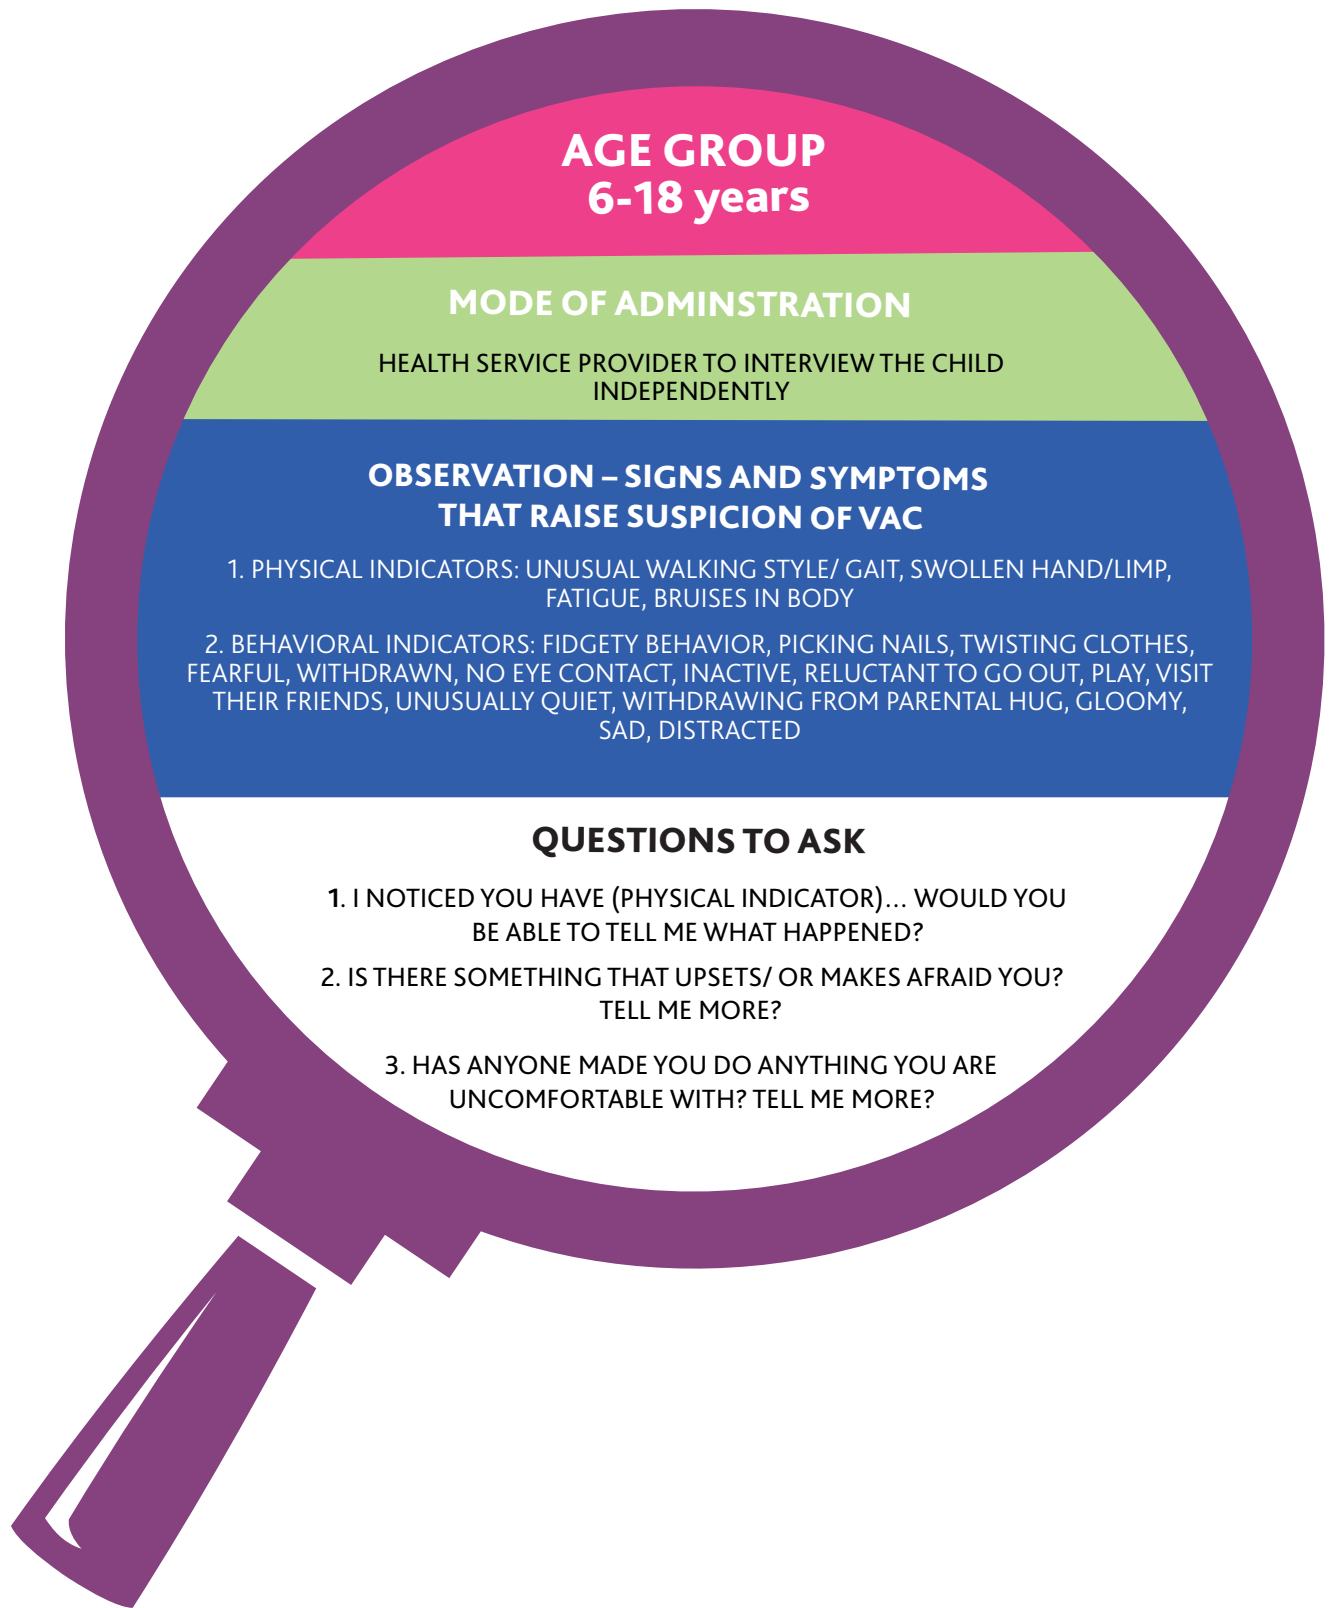 AGE GROUP
6-18 years
MODE OF ADMINSTRATION
HEALTH SERVICE PROVIDER TO INTERVIEW THE CHILD
INDEPENDENTLY
OBSERVATION – SIGNS AND SYMPTOMS
THAT RAISE SUSPICION OF VAC
1. PHYSICAL INDICATORS: UNUSUAL WALKING STYLE/ GAIT, SWOLLEN HAND/LIMP,
FATIGUE, BRUISES IN BODY
2. BEHAVIORAL INDICATORS: FIDGETY BEHAVIOR, PICKING NAILS, TWISTING CLOTHES,
FEARFUL, WITHDRAWN, NO EYE CONTACT, INACTIVE, RELUCTANT TO GO OUT, PLAY, VISIT
THEIR FRIENDS, UNUSUALLY QUIET, WITHDRAWING FROM PARENTAL HUG, GLOOMY,
SAD, DISTRACTED
QUESTIONS TO ASK
1. I NOTICED YOU HAVE (PHYSICAL INDICATOR)... WOULD YOU
BE ABLE TO TELL ME WHAT HAPPENED?
2. IS THERE SOMETHING THAT UPSETS/ OR MAKES AFRAID YOU?
TELL ME MORE?
3. HAS ANYONE MADE YOU DO ANYTHING YOU ARE
UNCOMFORTABLE WITH? TELL ME MORE?